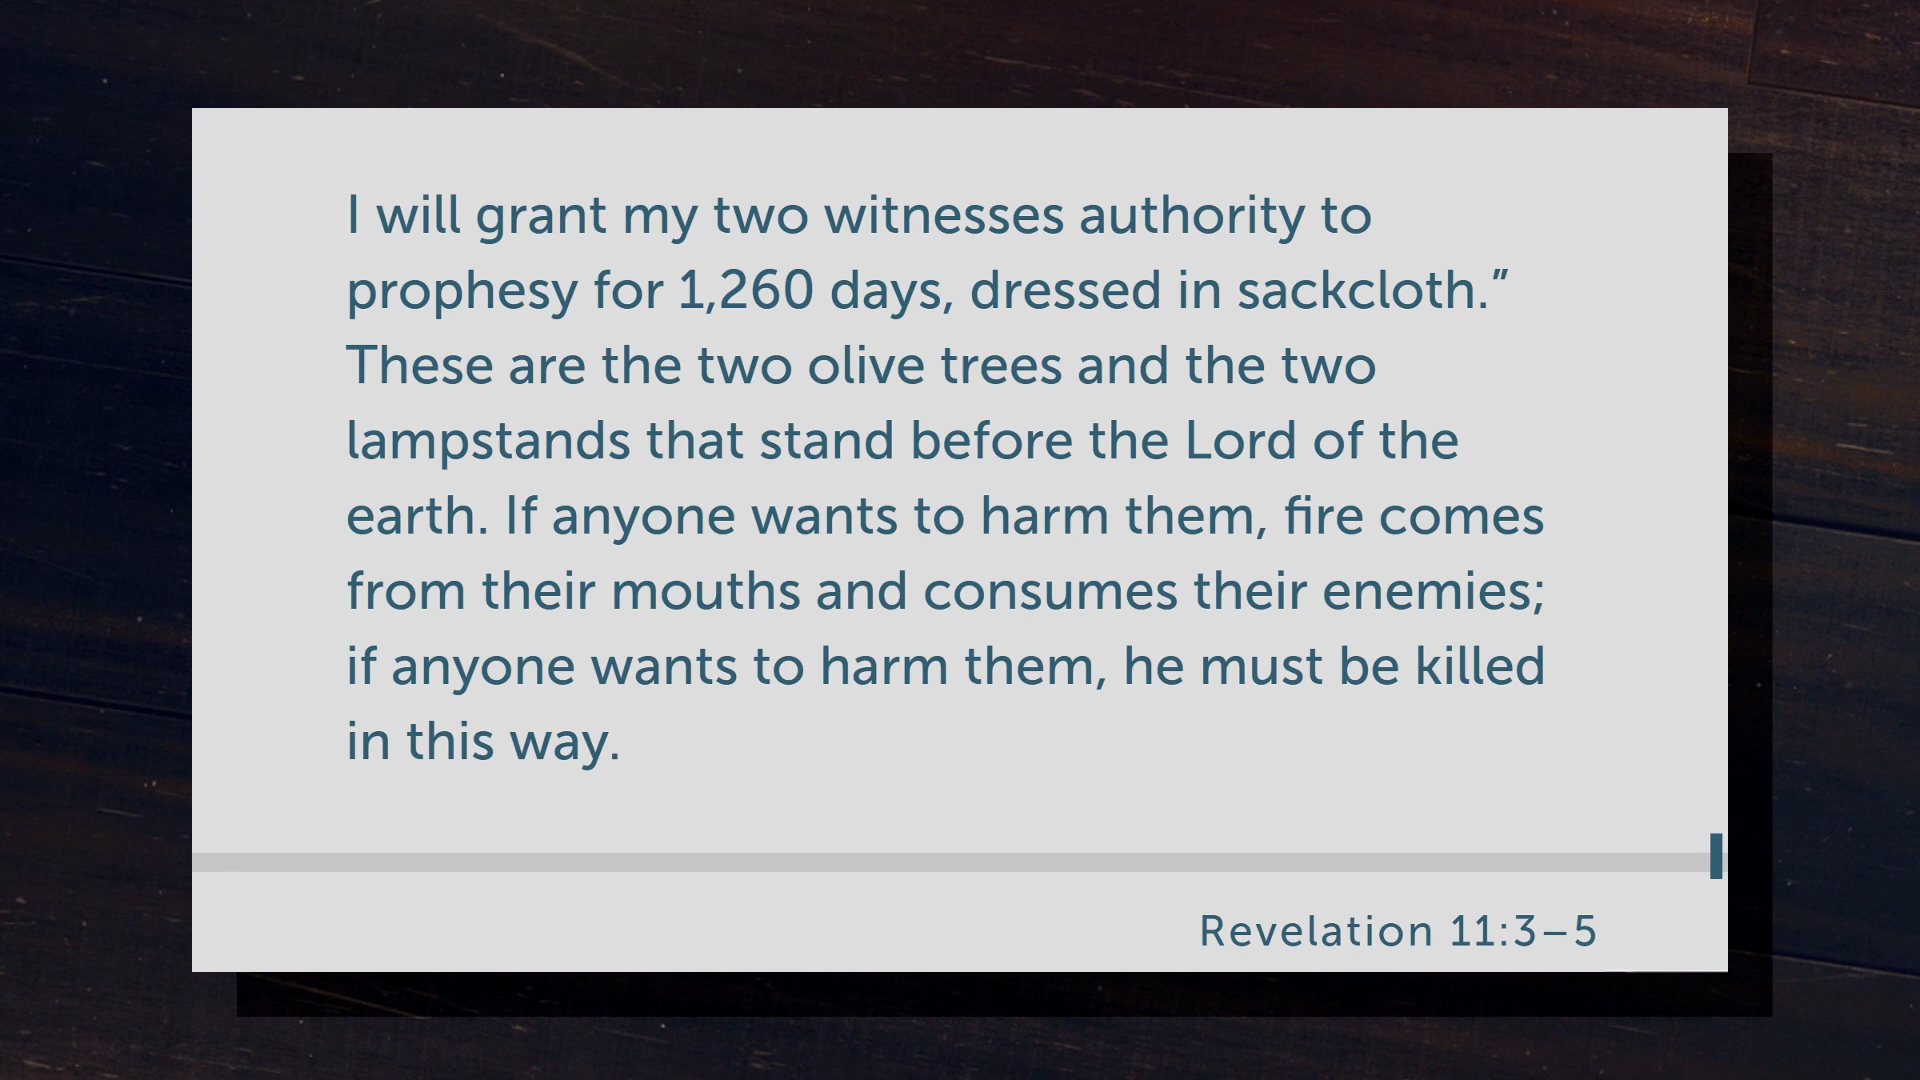 I will grant my two witnesses authority to
prophesy for 1,260 days, dressed in sackcloth.”
These are the two olive trees and the two
lampstands that stand before the Lord of the
earth. If anyone wants to harm them, fire comes
from their mouths and consumes their enemies;
if anyone wants to harm them, he must be killed
in this way.
Revelation 11:3–5